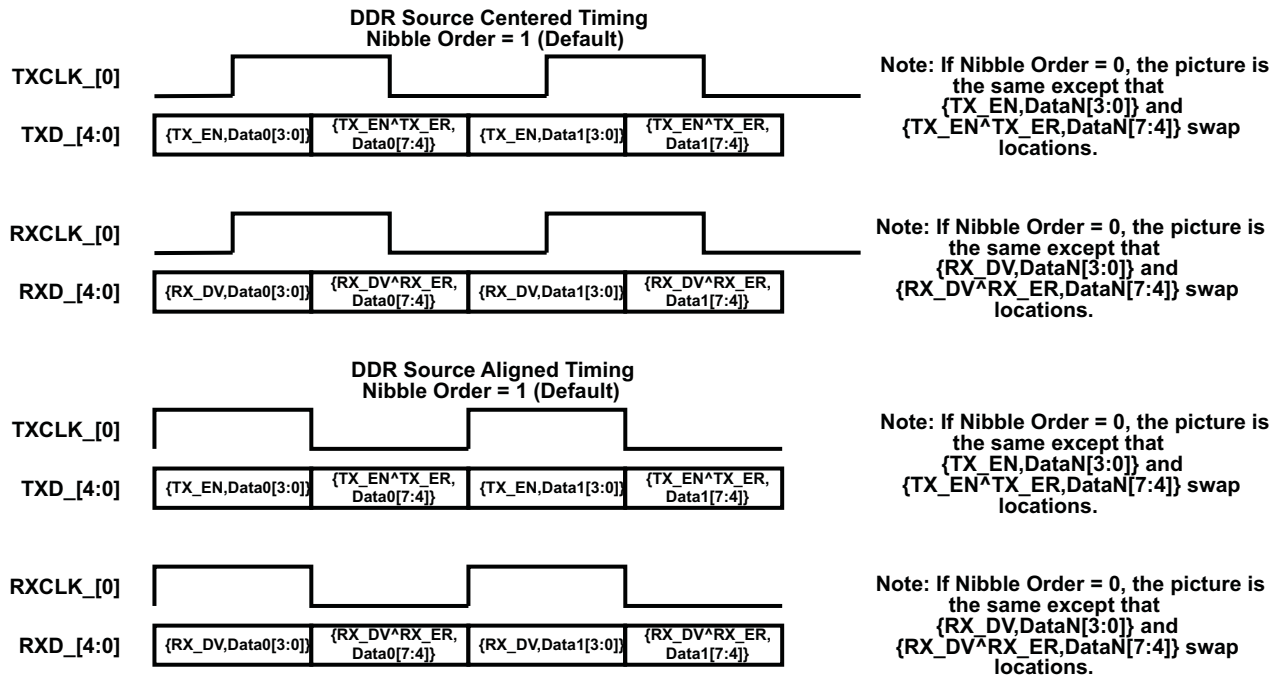 DDR Source Centered Timing
Nibble Order = 1 (Default)
TXCLK_[0]
TXD_[4:0]
{TX_EN,Data0[3:0]}
{TX_EN^TX_ER,
Data0[7:4]}
{TX_EN,Data1[3:0]}
{TX_EN^TX_ER,
Data1[7:4]}
Note: If Nibble Order = 0, the picture is
the same except that
{TX_EN,DataN[3:0]} and
{TX_EN^TX_ER,DataN[7:4]} swap
locations.
RXCLK_[0]
RXD_[4:0]
{RX_DV,Data0[3:0]}
{RX_DV^RX_ER,
Data0[7:4]}
{RX_DV,Data1[3:0]}
{RX_DV^RX_ER,
Data1[7:4]}
Note: If Nibble Order = 0, the picture is
the same except that
{RX_DV,DataN[3:0]} and
{RX_DV^RX_ER,DataN[7:4]} swap
locations.
DDR Source Aligned Timing
Nibble Order = 1 (Default)
TXCLK_[0]
TXD_[4:0]
{TX_EN,Data0[3:0]}
{TX_EN^TX_ER,
Data0[7:4]}
{TX_EN,Data1[3:0]}
{TX_EN^TX_ER,
Data1[7:4]}
Note: If Nibble Order = 0, the picture is
the same except that
{TX_EN,DataN[3:0]} and
{TX_EN^TX_ER,DataN[7:4]} swap
locations.
RXCLK_[0]
RXD_[4:0]
{RX_DV,Data0[3:0]}
{RX_DV^RX_ER,
Data0[7:4]}
{RX_DV,Data1[3:0]}
{RX_DV^RX_ER,
Data1[7:4]}
Note: If Nibble Order = 0, the picture is
the same except that
{RX_DV,DataN[3:0]} and
{RX_DV^RX_ER,DataN[7:4]} swap
locations.